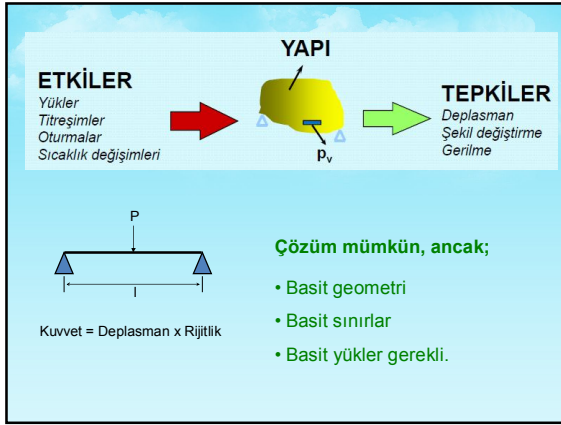 YAPI
ETKİLER
Yükler
Titreşimler
Oturmalar
Sıcaklık değişimleri
pv
TEPKİLER
Deplasman
Şekil değiştirme
Gerilme
P
l
Kuvvet = Deplasman x Rijitlik
Çözüm mümkün, ancak;
• Basit geometri
• Basit sınırlar
• Basit yükler gerekli.